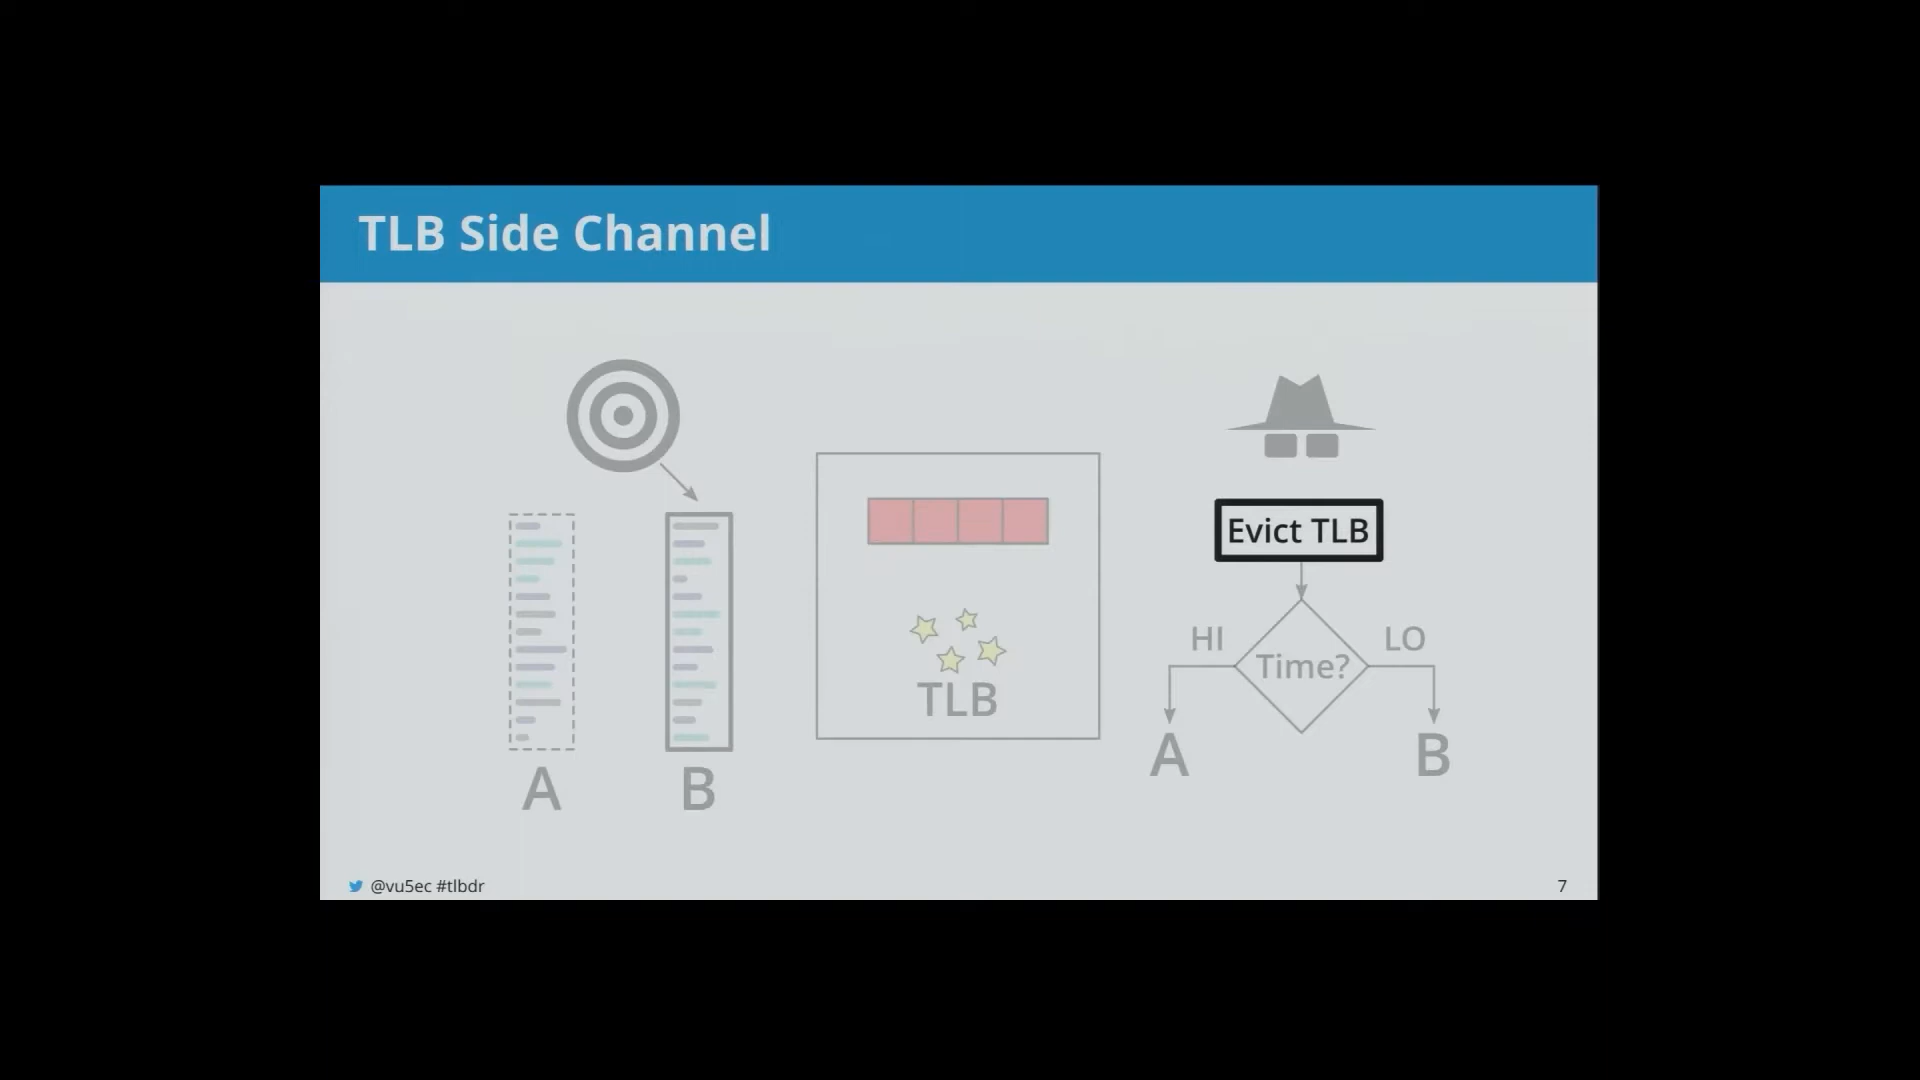 TLB Side Channel
Evict TLB
HI
LO
Time?
TLB
A
B
A
B
@vu5ec #tlbdr
7